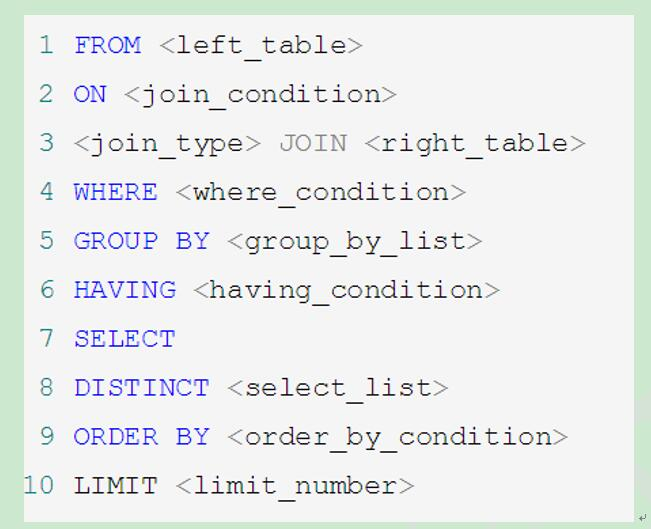 1 FROM <left_table>
2 ON <join_condition>
3 <join_type> JOIN <right_table>
4 WHERE <where_condition>
5 GROUP BY <group_by_list>
6 HAVING <having_condition>
7 SELECT
8 DISTINCT <select_list>
9 ORDER BY <order_by_condition>
10 LIMIT <limit_number>